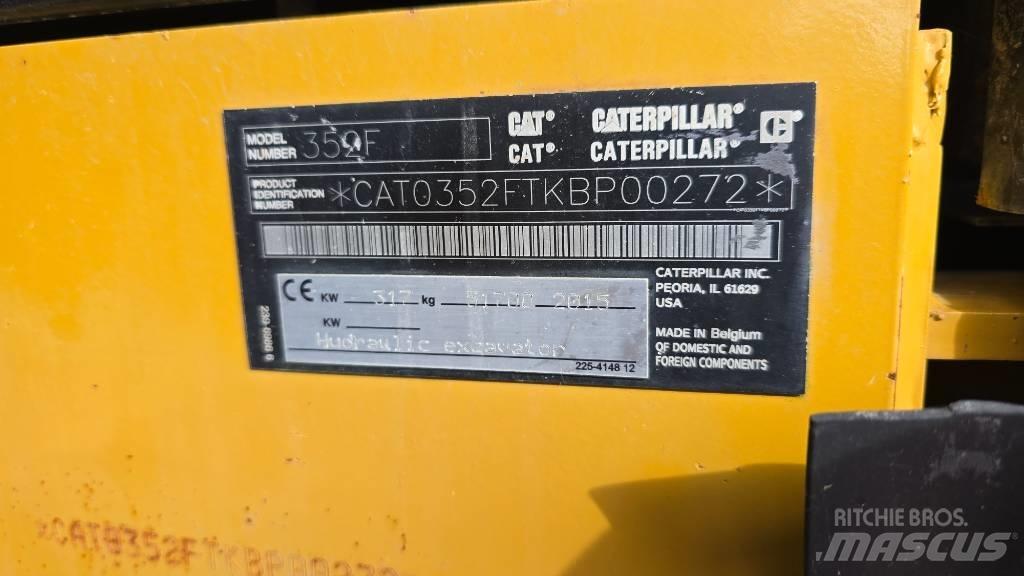 MODEL NUMBER 352F
CAT® CATERPILLAR®
CAT® CATERPILLAR®
PRODUCT IDENTIFICATION NUMBER *CAT0352FTKBP00272*
CE KW 317 kg 51700 2015
KW
Hydraulic excavator
225-4148 12
CATERPILLAR INC.
PEORIA, IL 61629
USA
MADE IN Belgium
OF DOMESTIC AND
FOREIGN COMPONENTS
RITCHIE BROS.
MASCUS